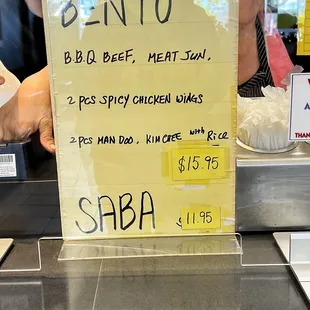 BENTO
B.B.Q BEEF, MEAT JUN,
2 PCS SPICY CHICKEN WINGS
2 PCS MAN DOO, KIM CHEE with RICE
$15.95
SABA $11.95